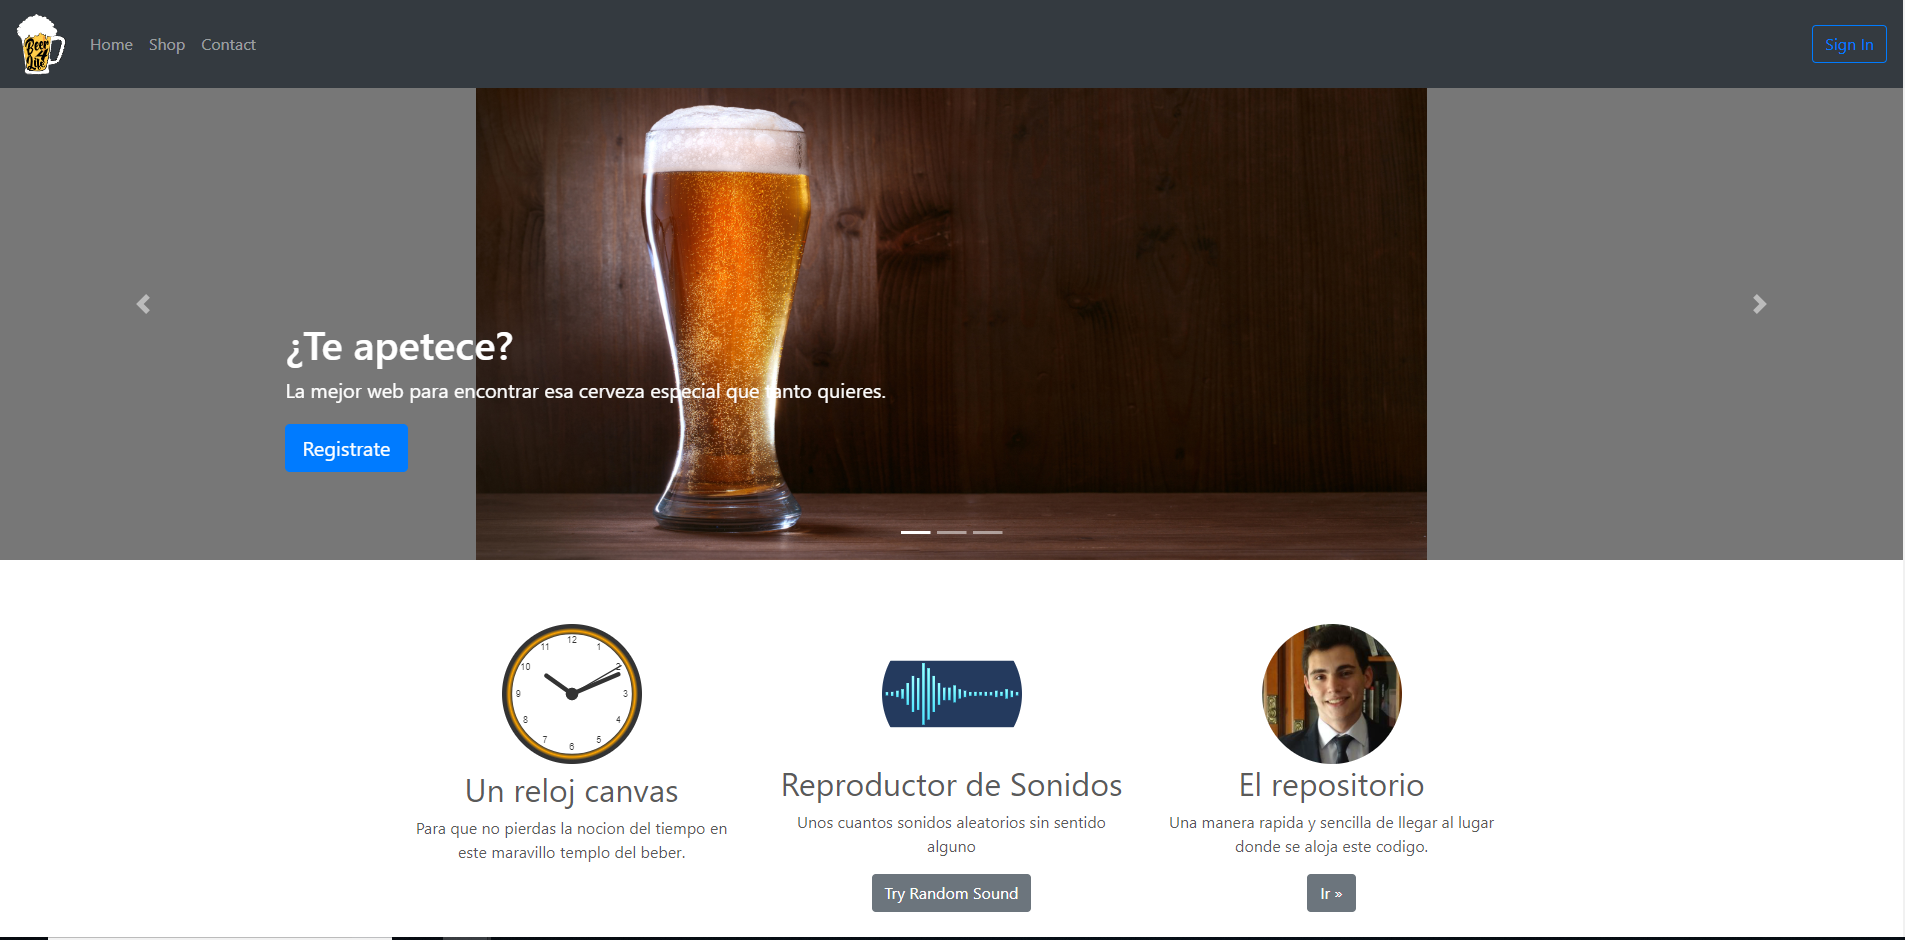 Beer
4
Life
Home
Shop
Contact
Sign In
¿Te apetece?
La mejor web para encontrar esa cerveza especial que tanto quieres.
Registrate
12
1
2
3
4
5
6
7
8
9
10
11
Un reloj canvas
Para que no pierdas la nocion del tiempo en
este maravillo templo del beber.
Reproductor de Sonidos
Unos cuantos sonidos aleatorios sin sentido
alguno
Try Random Sound
El repositorio
Una manera rapida y sencilla de llegar al lugar
donde se aloja este codigo.
Ir »